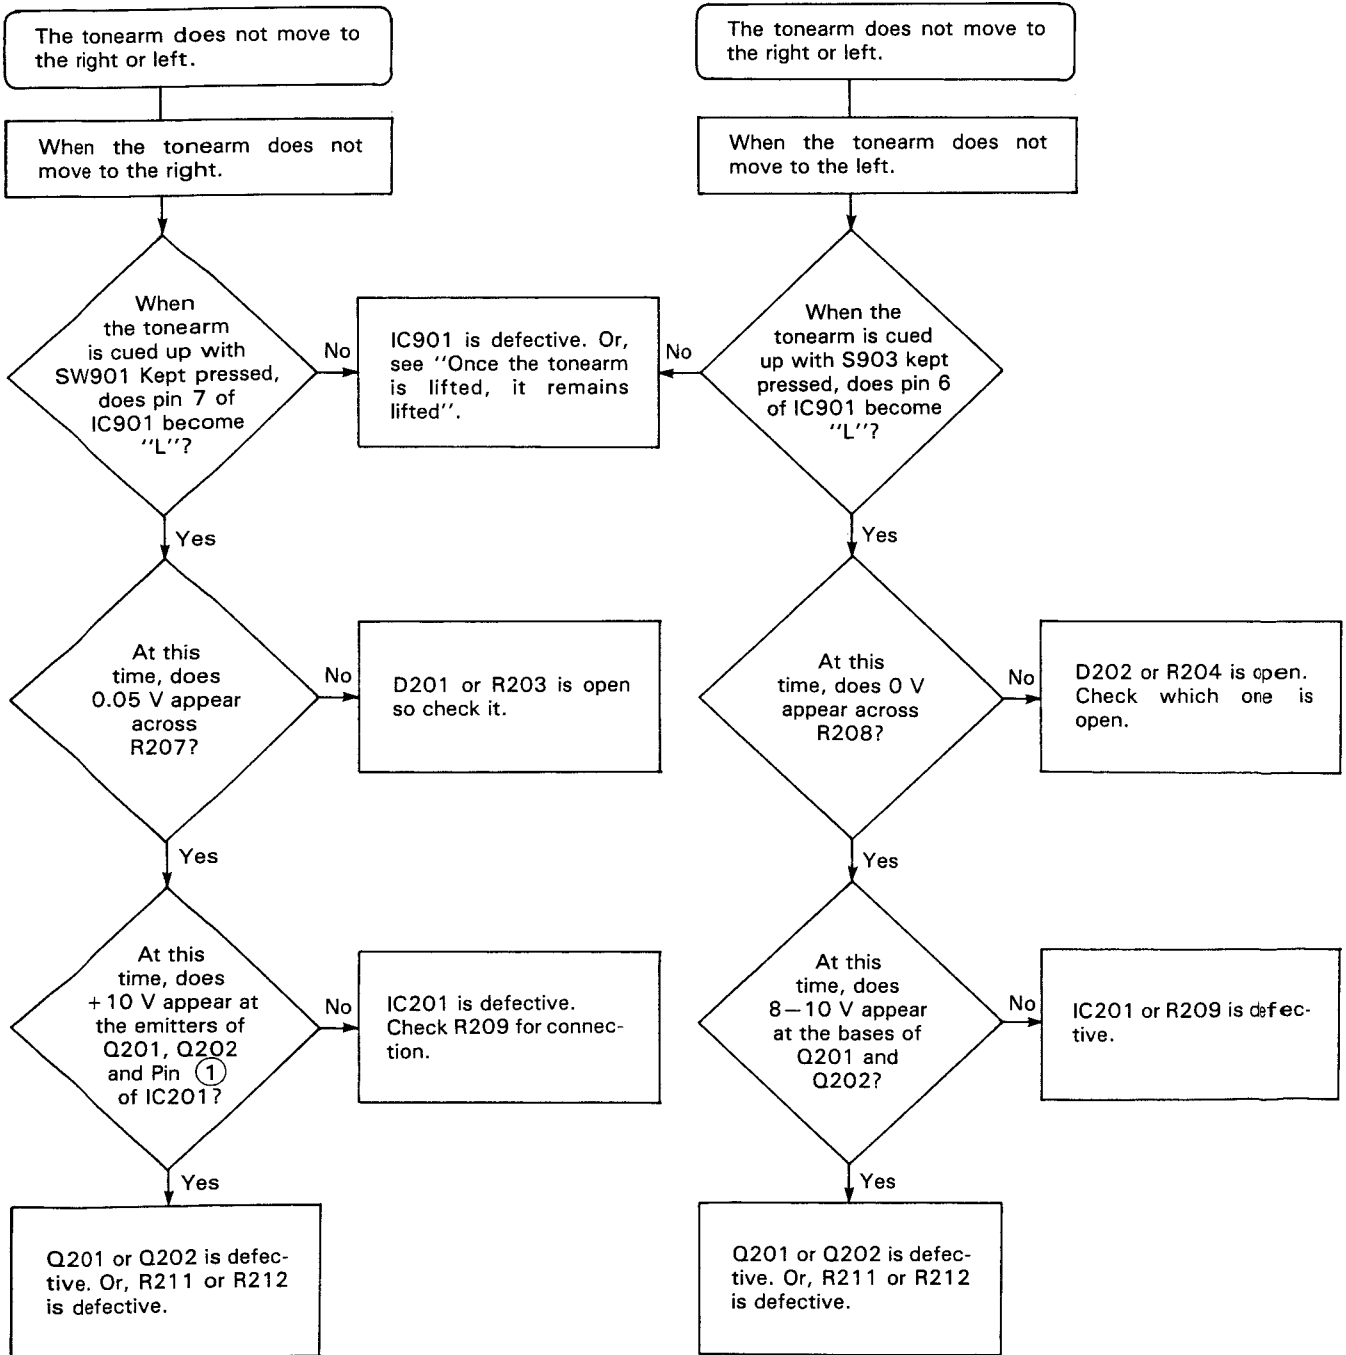 The tonearm does not move to
the right or left.
When the tonearm does not
move to the right.
When
the tonearm
is cued up with
SW901 Kept pressed,
does pin 7 of
IC901 become
"L"?
No
IC901 is defective. Or,
see "Once the tonearm
is lifted, it remains
lifted".
Yes
At this
time, does
0.05 V appear
across
R207?
No
D201 or R203 is open
so check it.
Yes
At this
time, does
+10 V appear at
the emitters of
Q201, Q202
and Pin ①
of IC201?
No
IC201 is defective.
Check R209 for connec-
tion.
Yes
Q201 or Q202 is defec-
tive. Or, R211 or R212
is defective.
The tonearm does not move to
the right or left.
When the tonearm does not
move to the left.
When the
tonearm is cued
up with S903 kept
pressed, does pin 6
of IC901 become
"L"?
No
Yes
At this
time, does 0 V
appear across
R208?
No
D202 or R204 is open.
Check which one is
open.
Yes
At this
time, does
8–10 V appear
at the bases of
Q201 and
Q202?
No
IC201 or R209 is defec-
tive.
Yes
Q201 or Q202 is defec-
tive. Or, R211 or R212
is defective.